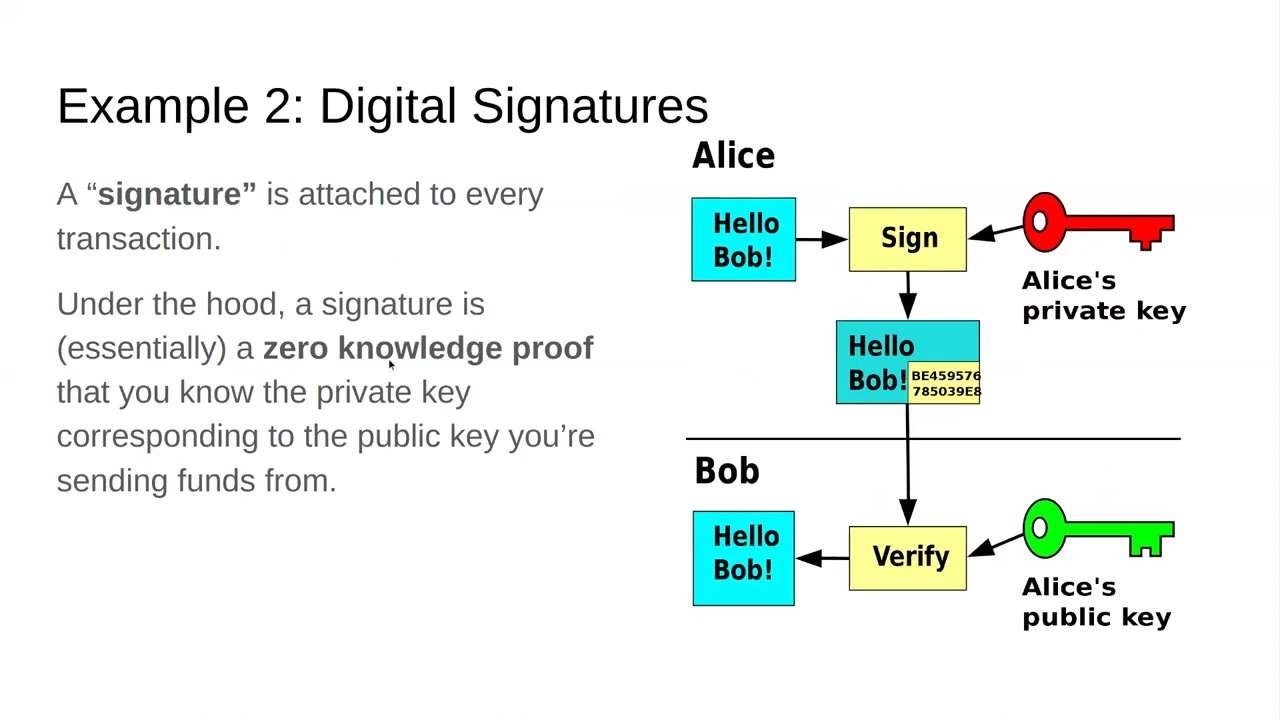 Example 2: Digital Signatures
A “signature” is attached to every
transaction.
Under the hood, a signature is
(essentially) a zero knowledge proof
that you know the private key
corresponding to the public key you’re
sending funds from.
Alice
Hello
Bob!
Sign
Alice's
private key
Hello
Bob!
BE459576
785039E8
Bob
Hello
Bob!
Verify
Alice's
public key